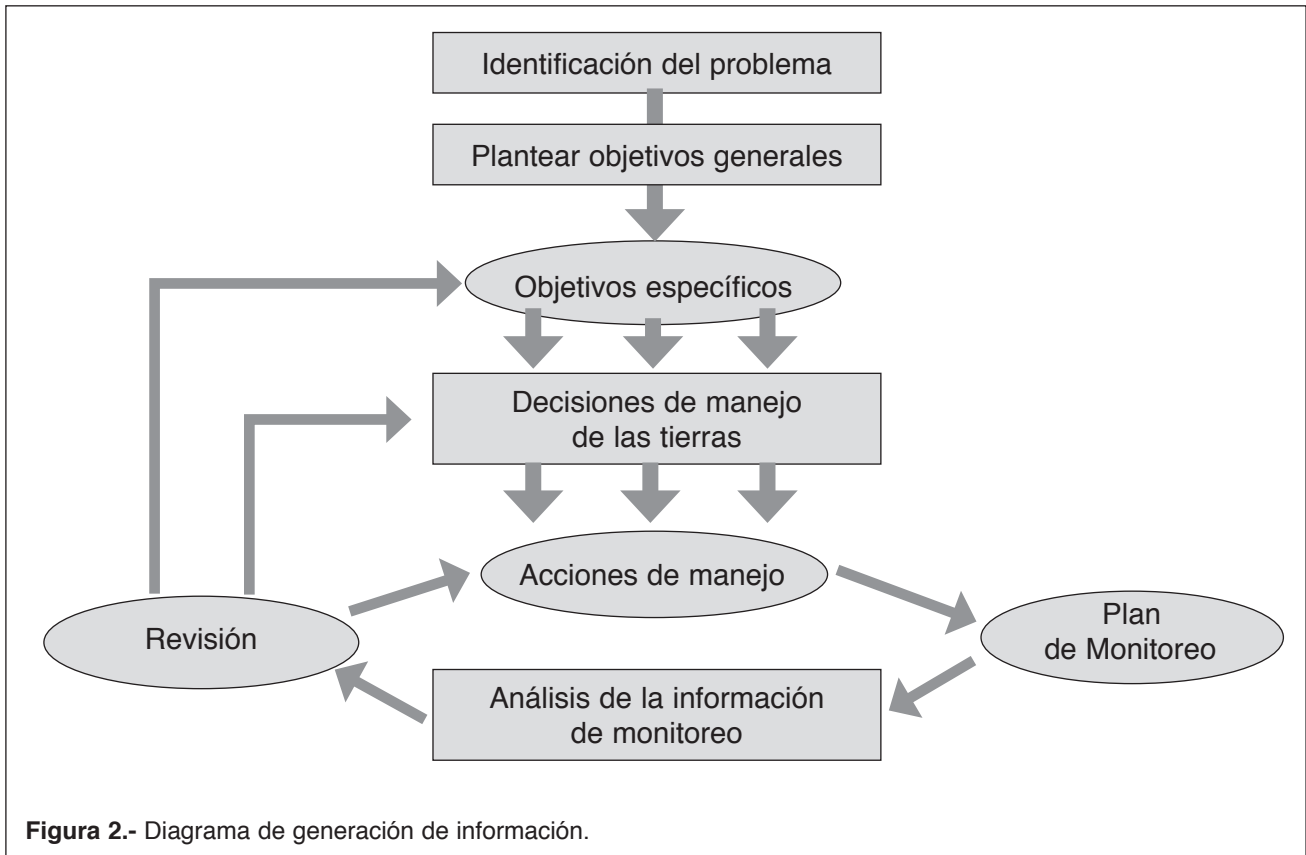 Identificación del problema
Plantear objetivos generales
Objetivos específicos
Decisiones de manejo
de las tierras
Acciones de manejo
Revisión
Plan
de Monitoreo
Análisis de la información
de monitoreo
Figura 2.- Diagrama de generación de información.